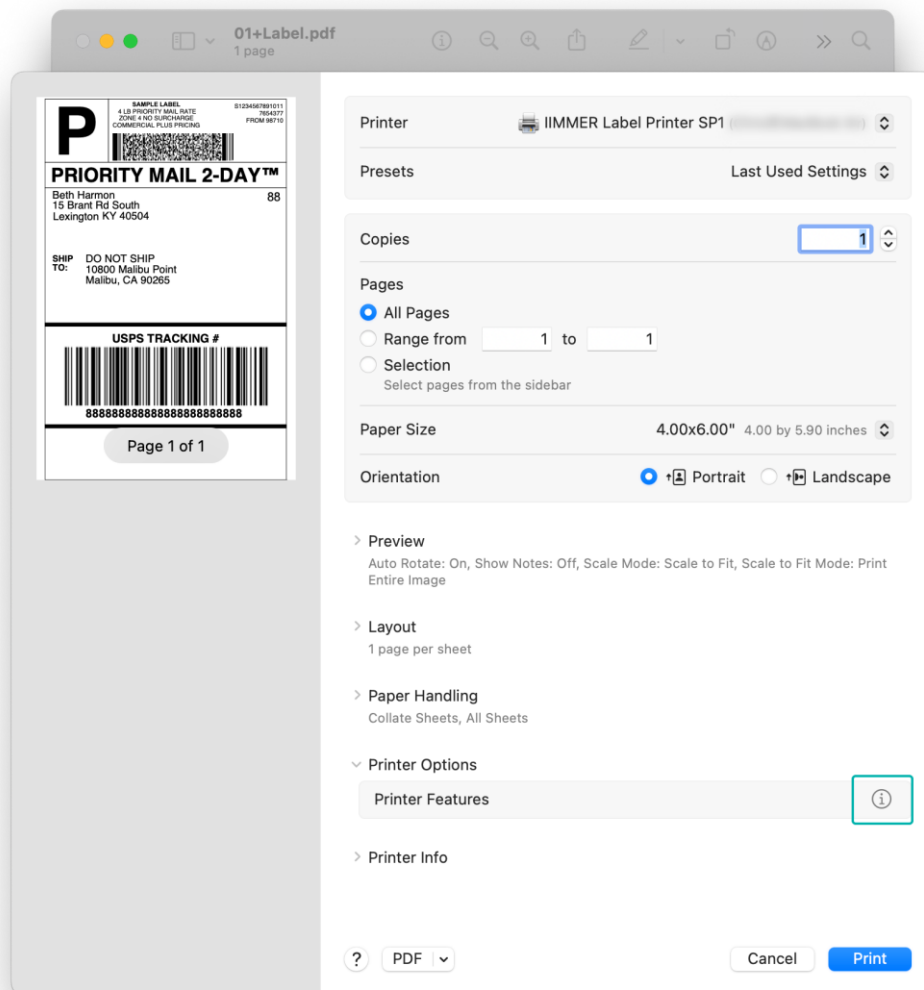 01+Label.pdf
1 page
P
SAMPLE LABEL
4 LB PRIORITY MAIL RATE
ZONE 4 NO SURCHARGE
COMMERCIAL PLUS PRICING
S1234567891011
7654377
FROM 98710
PRIORITY MAIL 2-DAY™
Beth Harmon 88
15 Brant Rd South
Lexington KY 40504
SHIP TO: DO NOT SHIP
10800 Malibu Point
Malibu, CA 90265
USPS TRACKING #
Page 1 of 1
Printer IIMMER Label Printer SP1
Presets Last Used Settings
Copies 1
Pages
All Pages
Range from 1 to 1
Selection
Select pages from the sidebar
Paper Size 4.00x6.00" 4.00 by 5.90 inches
Orientation Portrait Landscape
Preview
Auto Rotate: On, Show Notes: Off, Scale Mode: Scale to Fit, Scale to Fit Mode: Print
Entire Image
Layout
1 page per sheet
Paper Handling
Collate Sheets, All Sheets
Printer Options
Printer Features
Printer Info
? PDF Cancel Print